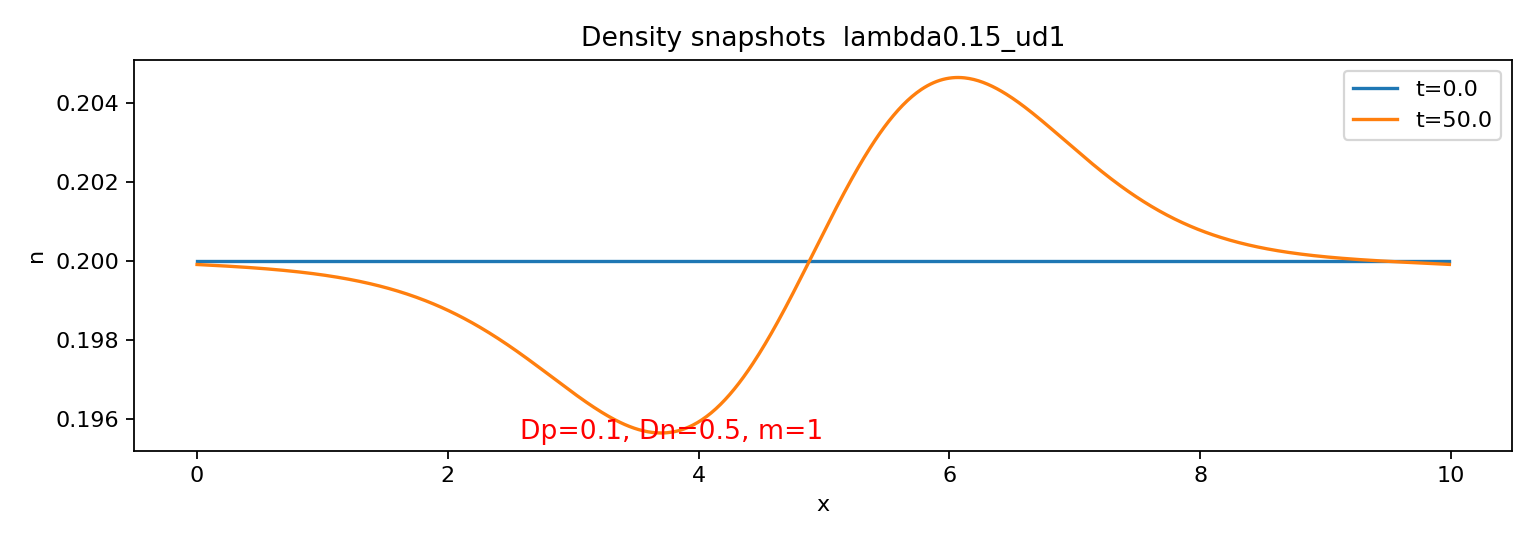 Density snapshots  lambda0.15_ud1
t=0.0
t=50.0
n
0.204
0.202
0.200
0.198
0.196
Dp=0.1, Dn=0.5, m=1
0 2 4 6 8 10
x